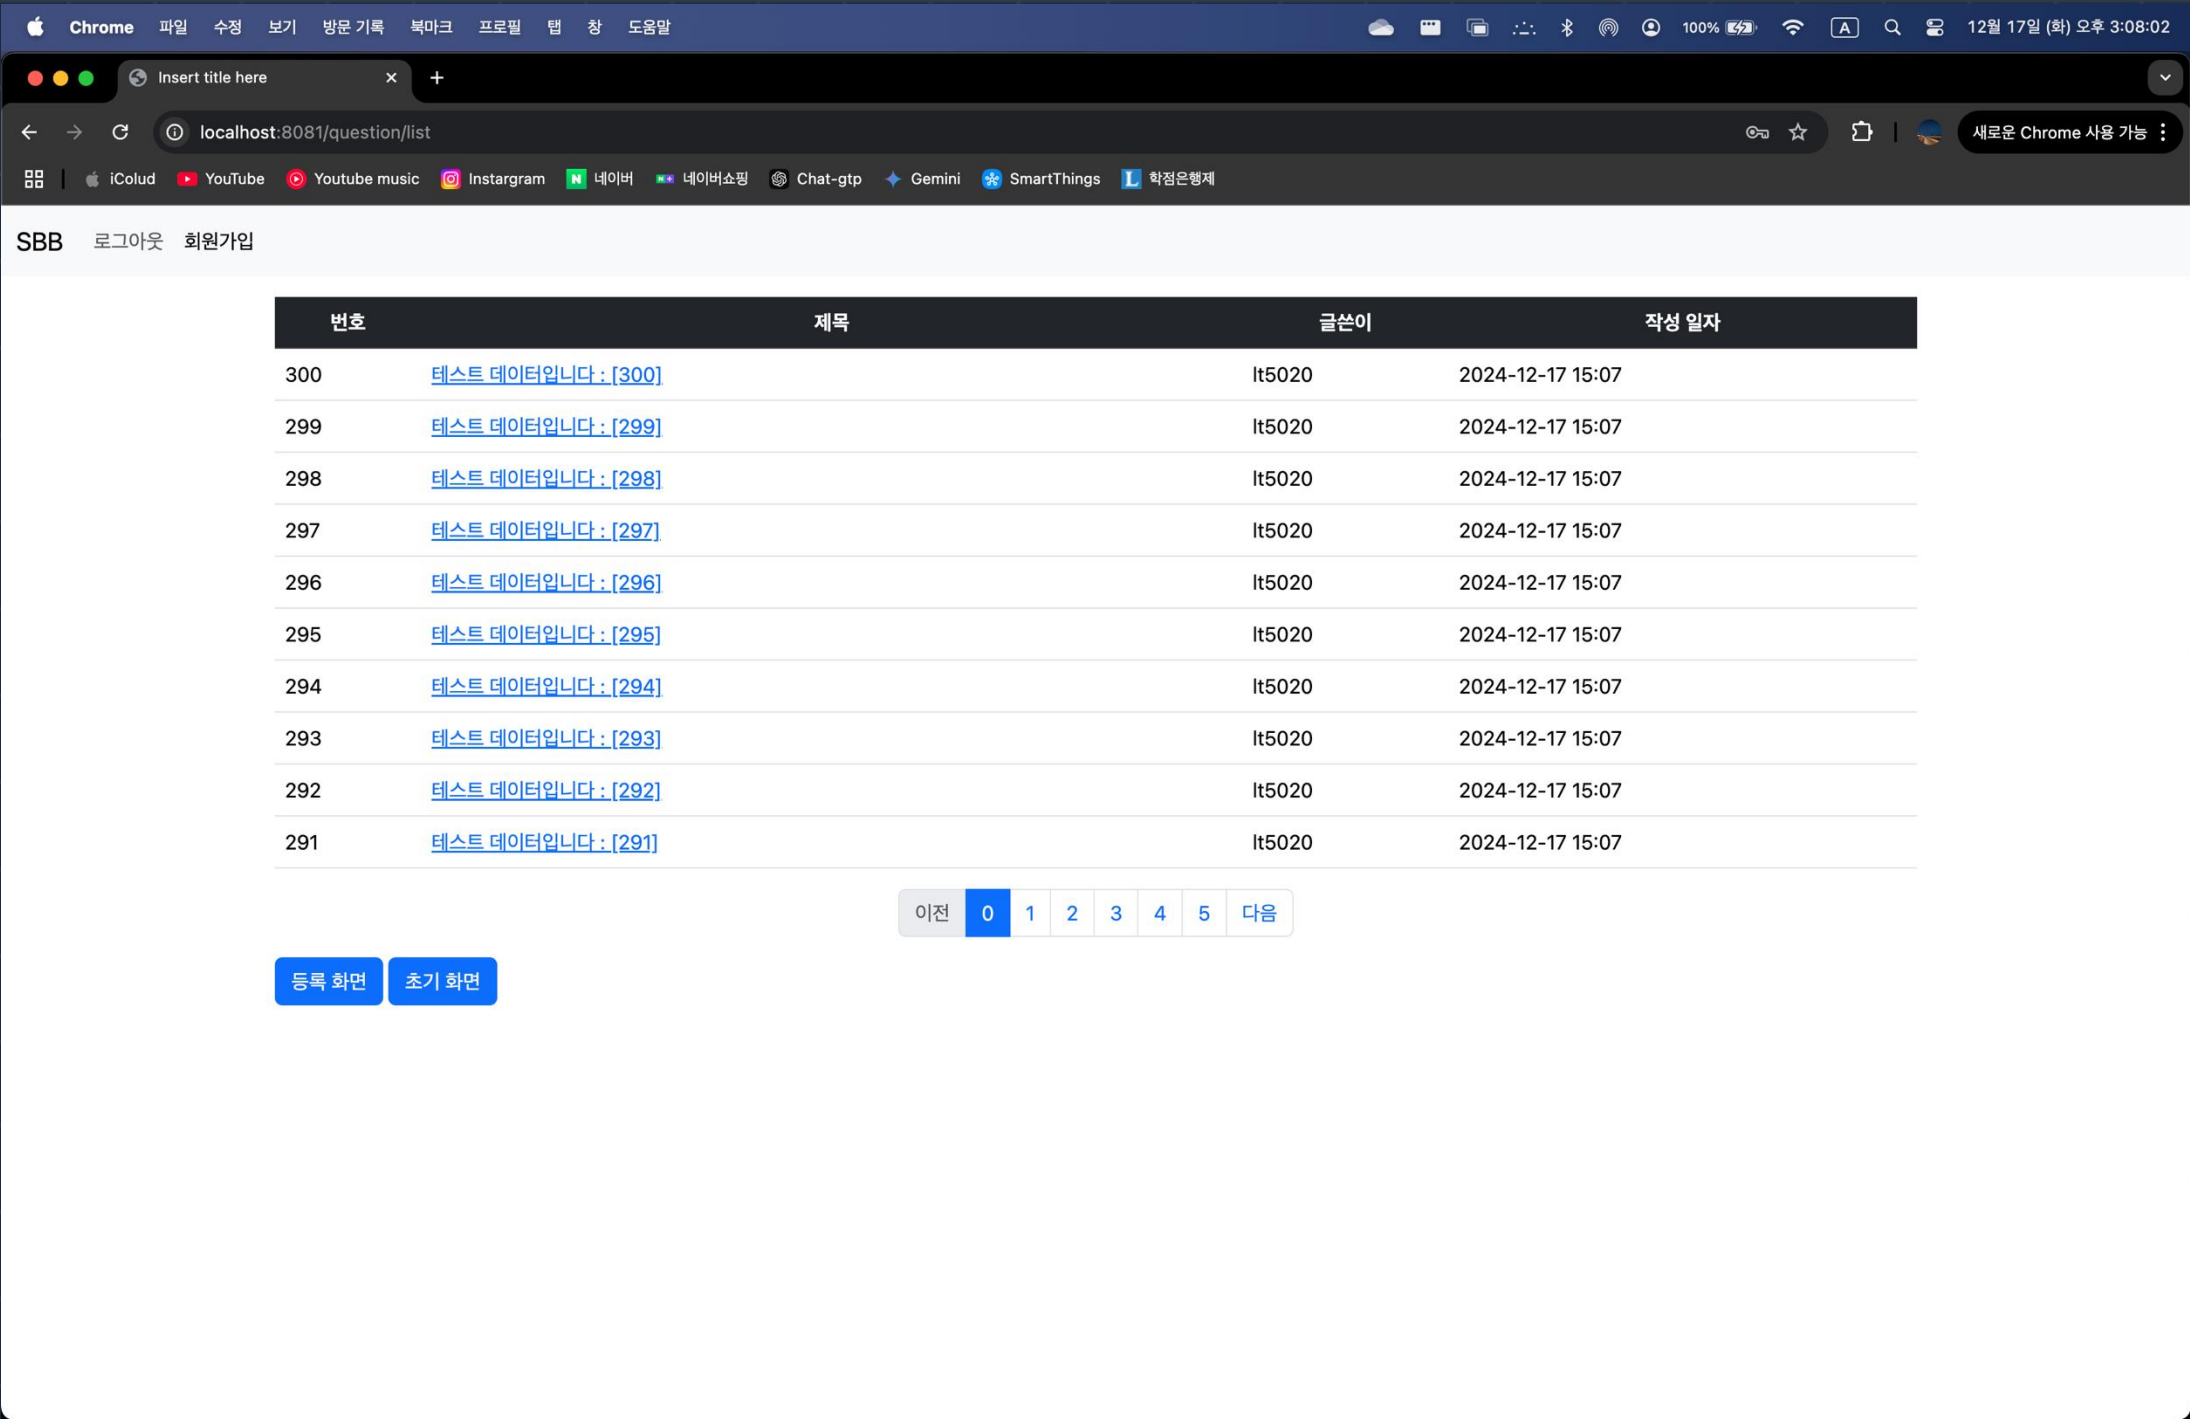 Chrome 파일 수정 보기 방문 기록 북마크 프로필 탭 창 도움말 100% A 12월 17일 (화) 오후 3:08:02
Insert title here
localhost:8081/question/list 새로운 Chrome 사용 가능
iColud YouTube Youtube music Instargram N 네이버 N+ 네이버쇼핑 Chat-gtp Gemini SmartThings L 학점은행제
SBB 로그아웃 회원가입
번호 제목 글쓴이 작성 일자
300 테스트 데이터입니다 : [300] lt5020 2024-12-17 15:07
299 테스트 데이터입니다 : [299] lt5020 2024-12-17 15:07
298 테스트 데이터입니다 : [298] lt5020 2024-12-17 15:07
297 테스트 데이터입니다 : [297] lt5020 2024-12-17 15:07
296 테스트 데이터입니다 : [296] lt5020 2024-12-17 15:07
295 테스트 데이터입니다 : [295] lt5020 2024-12-17 15:07
294 테스트 데이터입니다 : [294] lt5020 2024-12-17 15:07
293 테스트 데이터입니다 : [293] lt5020 2024-12-17 15:07
292 테스트 데이터입니다 : [292] lt5020 2024-12-17 15:07
291 테스트 데이터입니다 : [291] lt5020 2024-12-17 15:07
이전 0 1 2 3 4 5 다음
등록 화면 초기 화면